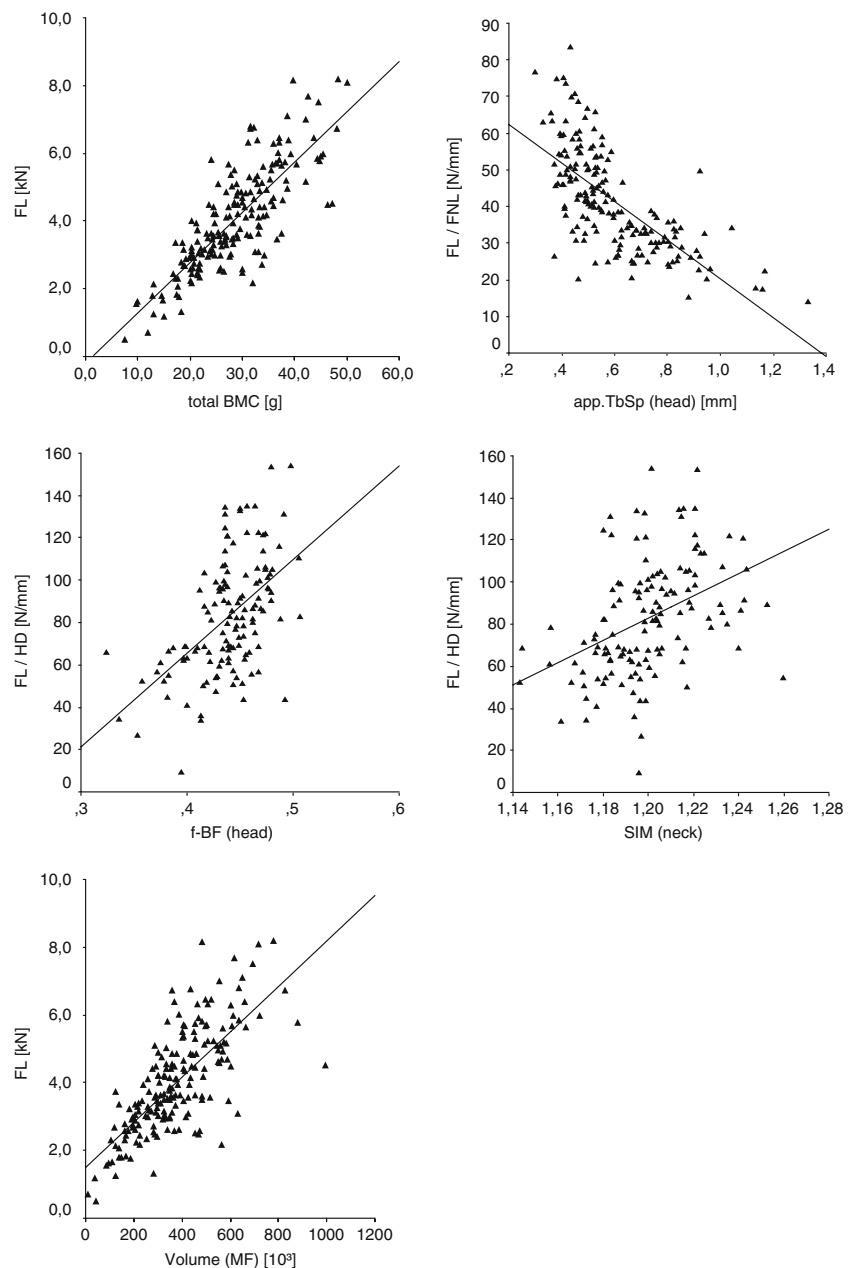 10,0
8,0
6,0
4,0
2,0
0,0
FL [kN]
0,0 10,0 20,0 30,0 40,0 50,0 60,0
total BMC [g]
90
80
70
60
50
40
30
20
10
0
FL / FNL [N/mm]
,2 ,4 ,6 ,8 1,0 1,2 1,4
app.TbSp (head) [mm]
160
140
120
100
80
60
40
20
0
FL / HD [N/mm]
,3 ,4 ,5 ,6
f-BF (head)
160
140
120
100
80
60
40
20
0
FL / HD [N/mm]
1,14 1,16 1,18 1,20 1,22 1,24 1,26 1,28
SIM (neck)
10,0
8,0
6,0
4,0
2,0
0,0
FL [kN]
0 200 400 600 800 1000 1200
Volume (MF) [10³]